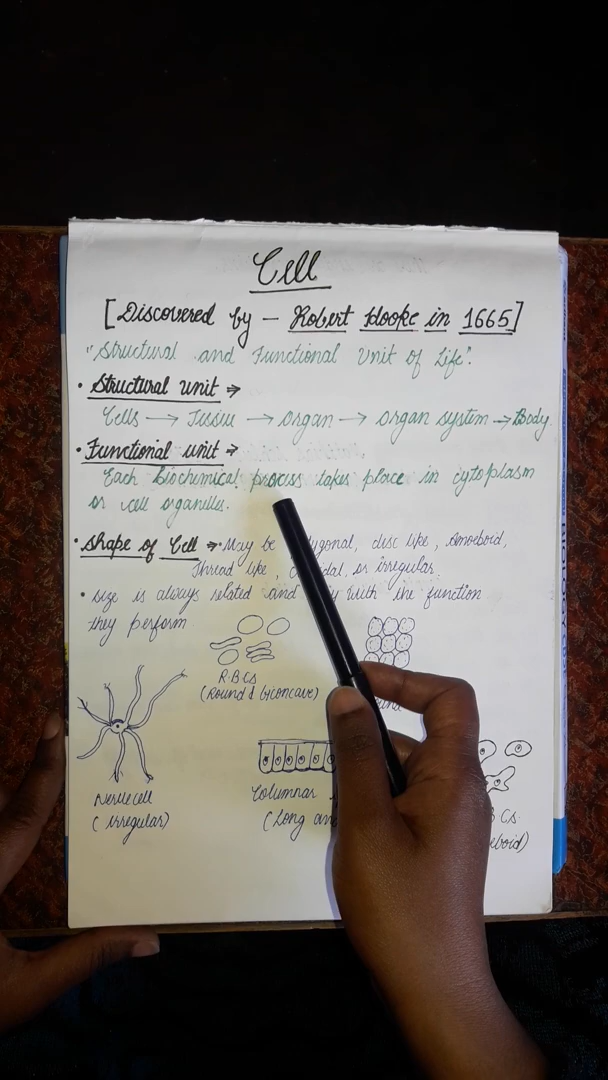 Cell
[Discovered by - Robert Hooke in 1665]
"Structural and Functional Unit of Life".
• Structural unit ⇒
Cells → Tissue → Organ → Organ system → Body
• Functional unit ⇒
Each biochemical process takes place in cytoplasm
or cell organelles.
• Shape of Cell ⇒ • May be disc like, Amoeboid,
Thread like, or irregular
• size is always related and with the function
they perform
R.B.Cs
(Round & biconcave)
Nerve cell
(irregular)
Columnar
(Long